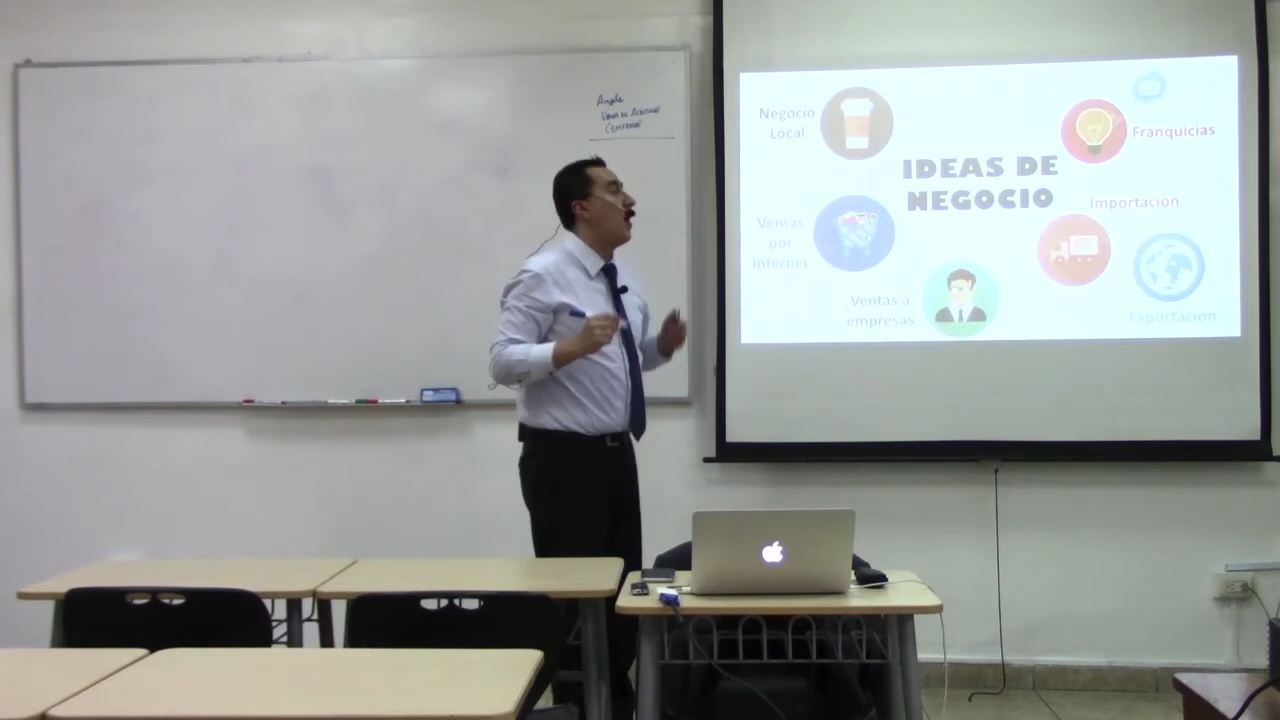 Negocio
Local
IDEAS DE
NEGOCIO
Franquicias
Importación
Ventas
por
internet
Ventas a
empresas
Exportación